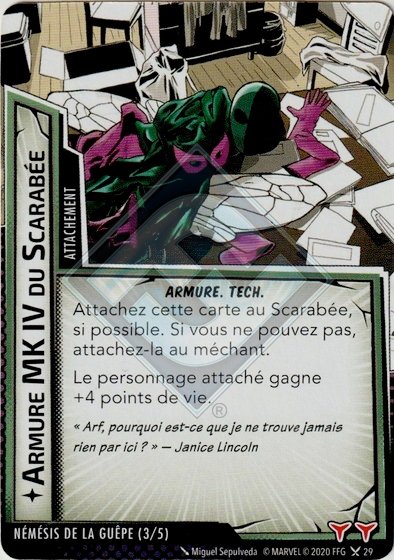 ARMURE MK IV DU SCARABÉE
ATTACHEMENT
ARMURE. TECH.
Attachez cette carte au Scarabée,
si possible. Si vous ne pouvez pas,
attachez-la au méchant.
Le personnage attaché gagne
+4 points de vie.
« Arf, pourquoi est-ce que je ne trouve jamais
rien par ici ? » — Janice Lincoln
NÉMÉSIS DE LA GUÊPE (3/5)
Miguel Sepulveda © MARVEL © 2020 FFG 29
®